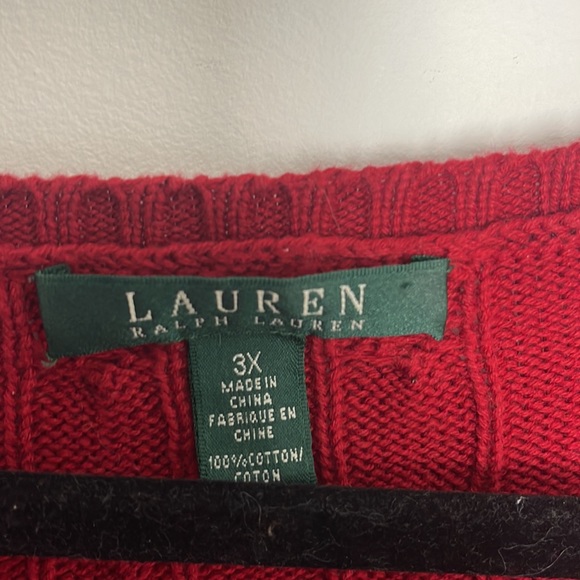 LAUREN
RALPH LAUREN
3X
MADE IN
CHINA
FABRIQUE EN
CHINE
100%COTTON/
COTON